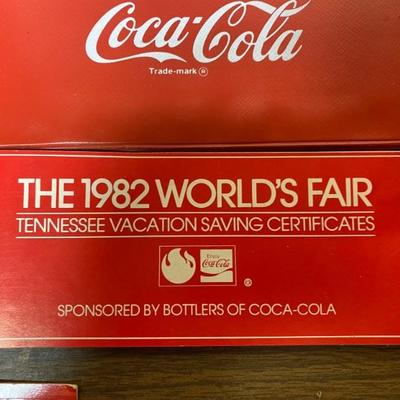 Coca-Cola
Trade-mark ®
THE 1982 WORLD'S FAIR
TENNESSEE VACATION SAVING CERTIFICATES
Enjoy
Coca-Cola
®
SPONSORED BY BOTTLERS OF COCA-COLA